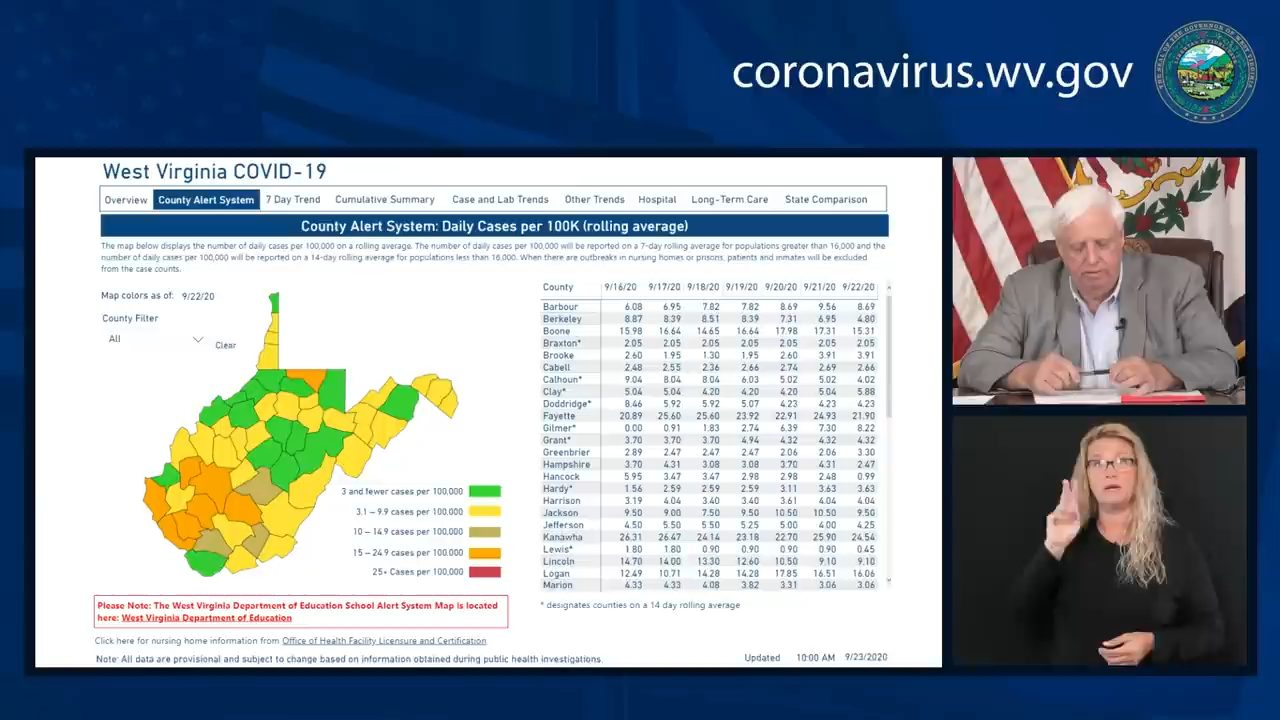 coronavirus.wv.gov
West Virginia COVID-19
Overview County Alert System 7 Day Trend Cumulative Summary Case and Lab Trends Other Trends Hospital Long-Term Care State Comparison
County Alert System: Daily Cases per 100K (rolling average)
The map below displays the number of daily cases per 100,000 on a rolling average. The number of daily cases per 100,000 will be reported on a 7-day rolling average for populations greater than 16,000 and the
number of daily cases per 100,000 will be reported on a 14-day rolling average for populations less than 16,000. When there are outbreaks in nursing homes or prisons, patients and inmates will be excluded
from the case counts.
Map colors as of: 9/22/20
County Filter
All
Clear
3 and fewer cases per 100,000
3.1 - 9.9 cases per 100,000
10 - 14.9 cases per 100,000
15 - 24.9 cases per 100,000
25+ Cases per 100,000
County 9/16/20 9/17/20 9/18/20 9/19/20 9/20/20 9/21/20 9/22/20
Barbour 6.08 6.95 7.82 7.82 8.69 9.56 8.69
Berkeley 8.87 8.39 8.51 8.39 7.31 6.95 4.80
Boone 15.98 16.64 14.65 16.64 17.98 17.31 15.31
Braxton* 2.05 2.05 2.05 2.05 2.05 2.05 2.05
Brooke 2.60 1.95 1.30 1.95 2.60 3.91 3.91
Cabell 2.48 2.55 2.36 2.66 2.74 2.69 2.66
Calhoun* 9.04 8.04 8.04 6.03 5.02 5.02 4.02
Clay* 5.04 5.04 4.20 4.20 4.20 5.04 5.88
Doddridge* 8.46 5.92 5.92 5.07 4.23 4.23 4.23
Fayette 20.89 25.60 25.60 23.92 22.91 24.93 21.90
Gilmer* 0.00 0.91 1.83 2.74 6.39 7.30 8.22
Grant* 3.70 3.70 3.70 4.94 4.32 4.32 4.32
Greenbrier 2.89 2.47 2.47 2.47 2.06 2.06 3.30
Hampshire 3.70 4.31 3.08 3.08 3.70 4.31 2.47
Hancock 5.95 3.47 3.47 2.98 2.98 2.48 0.99
Hardy* 1.56 2.59 2.59 2.59 3.11 3.63 3.63
Harrison 3.19 4.04 3.40 3.40 3.61 4.04 4.04
Jackson 9.50 9.00 7.50 9.50 10.50 10.50 9.50
Jefferson 4.50 5.50 5.50 5.25 5.00 4.00 4.25
Kanawha 26.31 26.47 24.14 23.18 22.70 25.90 24.54
Lewis* 1.80 1.80 0.90 0.90 0.90 0.90 0.45
Lincoln 14.70 14.00 13.30 12.60 10.50 9.10 9.10
Logan 12.49 10.71 14.28 14.28 17.85 16.51 16.06
Marion 4.33 4.33 4.08 3.82 3.31 3.06 3.06
* designates counties on a 14 day rolling average
Please Note: The West Virginia Department of Education School Alert System Map is located
here: West Virginia Department of Education
Click here for nursing home information from Office of Health Facility Licensure and Certification
Note: All data are provisional and subject to change based on information obtained during public health investigations.
Updated 10:00 AM 9/23/2020